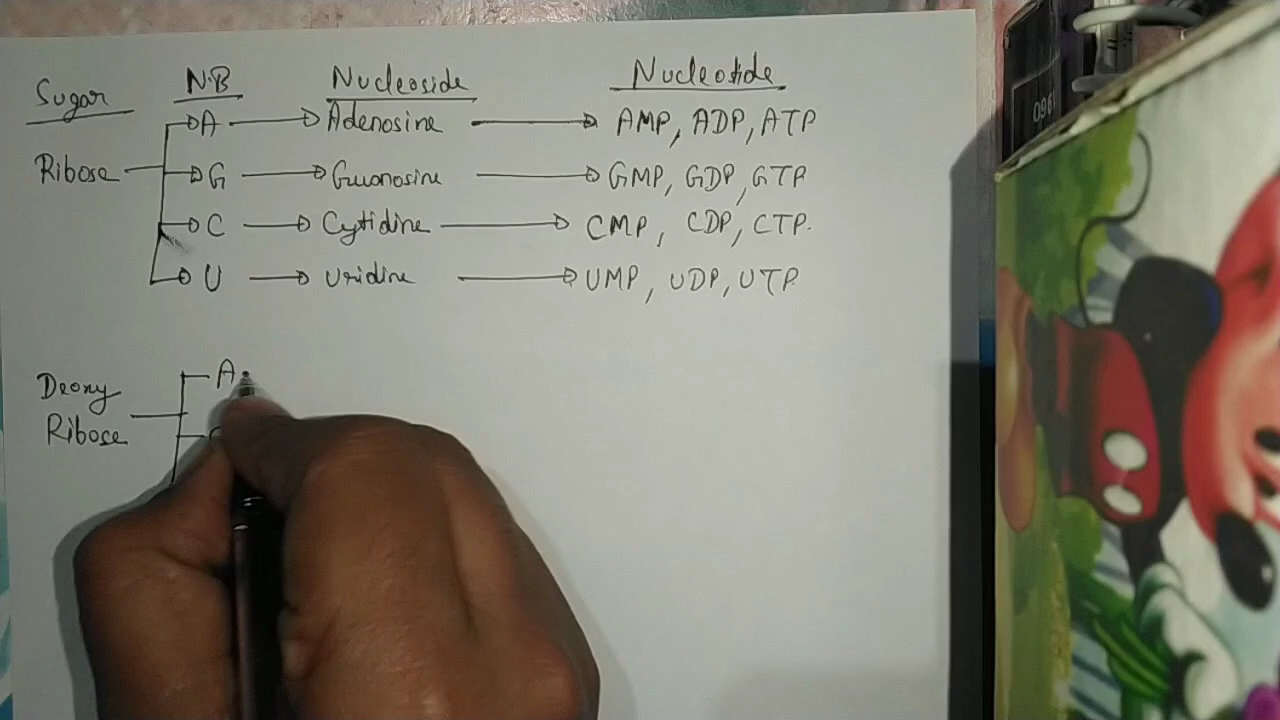 Sugar N.B Nucleoside Nucleotide
A Adenosine AMP, ADP, ATP
Ribose G Guanosine GMP, GDP, GTP
C Cytidine CMP, CDP, CTP.
U Uridine UMP, UDP, UTP
Deoxy A
Ribose